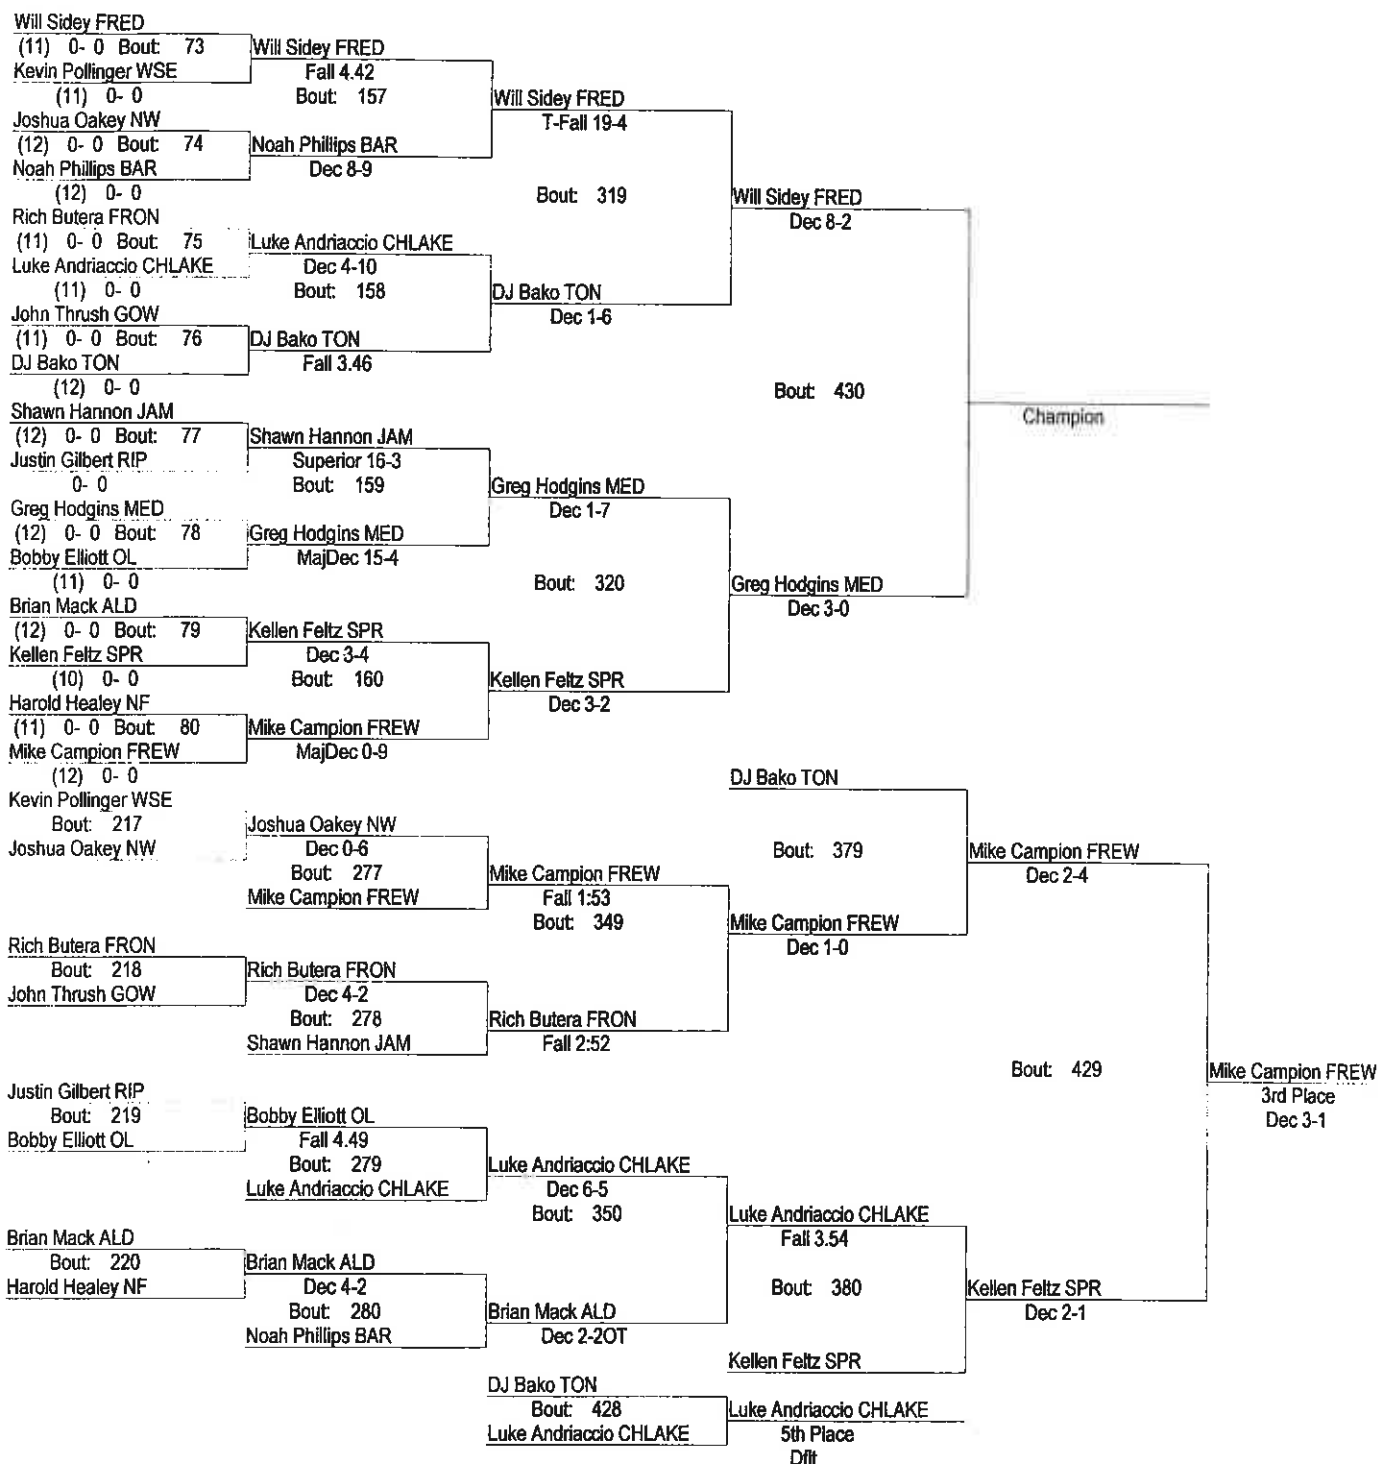 Will Sidey FRED
(11) 0- 0 Bout: 73
Kevin Pollinger WSE
(11) 0- 0
Joshua Oakey NW
(12) 0- 0 Bout: 74
Noah Phillips BAR
(12) 0- 0
Rich Butera FRON
(11) 0- 0 Bout: 75
Luke Andriaccio CHLAKE
(11) 0- 0
John Thrush GOW
(11) 0- 0 Bout: 76
DJ Bako TON
(12) 0- 0
Shawn Hannon JAM
(12) 0- 0 Bout: 77
Justin Gilbert RIP
0- 0
Greg Hodgins MED
(12) 0- 0 Bout: 78
Bobby Elliott OL
(11) 0- 0
Brian Mack ALD
(12) 0- 0 Bout: 79
Kellen Feltz SPR
(10) 0- 0
Harold Healey NF
(11) 0- 0 Bout: 80
Mike Campion FREW
(12) 0- 0
Will Sidey FRED
Fall 4.42
Bout: 157
Noah Phillips BAR
Dec 8-9
Luke Andriaccio CHLAKE
Dec 4-10
Bout: 158
DJ Bako TON
Fall 3.46
Shawn Hannon JAM
Superior 16-3
Bout: 159
Greg Hodgins MED
MajDec 15-4
Kellen Feltz SPR
Dec 3-4
Bout: 160
Mike Campion FREW
MajDec 0-9
Will Sidey FRED
T-Fall 19-4
Bout: 319
DJ Bako TON
Dec 1-6
Greg Hodgins MED
Dec 1-7
Bout: 320
Kellen Feltz SPR
Dec 3-2
Will Sidey FRED
Dec 8-2
Bout: 430
Greg Hodgins MED
Dec 3-0
Champion
Kevin Pollinger WSE
Bout: 217
Joshua Oakey NW
Rich Butera FRON
Bout: 218
John Thrush GOW
Justin Gilbert RIP
Bout: 219
Bobby Elliott OL
Brian Mack ALD
Bout: 220
Harold Healey NF
Joshua Oakey NW
Dec 0-6
Bout: 277
Mike Campion FREW
Rich Butera FRON
Dec 4-2
Bout: 278
Shawn Hannon JAM
Bobby Elliott OL
Fall 4.49
Bout: 279
Luke Andriaccio CHLAKE
Brian Mack ALD
Dec 4-2
Bout: 280
Noah Phillips BAR
Mike Campion FREW
Fall 1:53
Bout: 349
Rich Butera FRON
Fall 2:52
Luke Andriaccio CHLAKE
Dec 6-5
Bout: 350
Brian Mack ALD
Dec 2-2OT
DJ Bako TON
Bout: 379
Mike Campion FREW
Dec 1-0
Luke Andriaccio CHLAKE
Fall 3.54
Bout: 380
Kellen Feltz SPR
Mike Campion FREW
Dec 2-4
Bout: 429
Kellen Feltz SPR
Dec 2-1
Mike Campion FREW
3rd Place
Dec 3-1
DJ Bako TON
Bout: 428
Luke Andriaccio CHLAKE
Luke Andriaccio CHLAKE
5th Place
Dflt